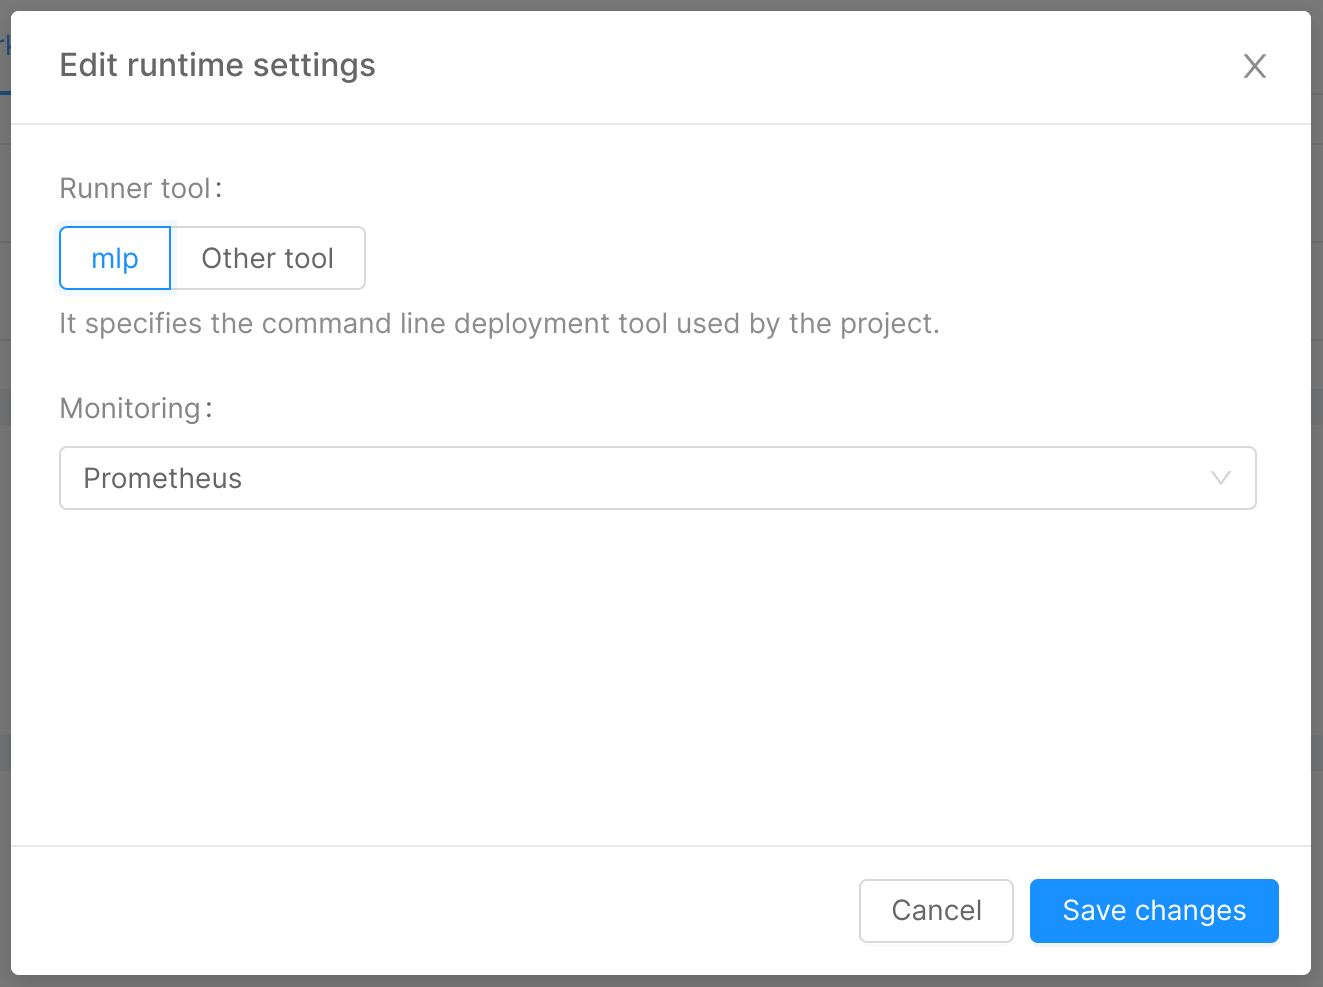 Edit runtime settings
Runner tool:
mlp
Other tool
It specifies the command line deployment tool used by the project.
Monitoring:
Prometheus
Cancel
Save changes